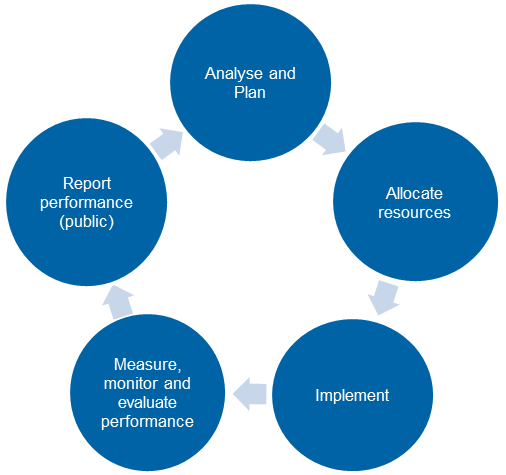 Analyse and
Plan
Allocate
resources
Implement
Measure,
monitor and
evaluate
performance
Report
performance
(public)